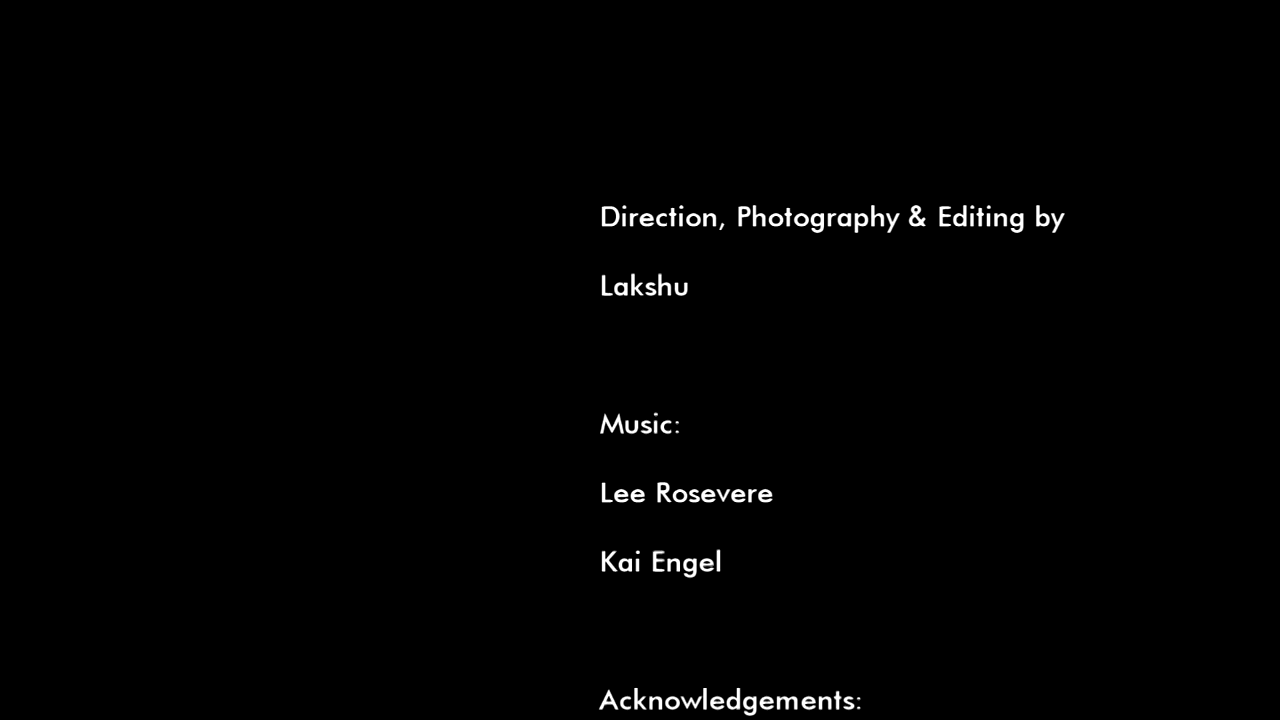 Direction, Photography & Editing by
Lakshu
Music:
Lee Rosevere
Kai Engel
Acknowledgements: